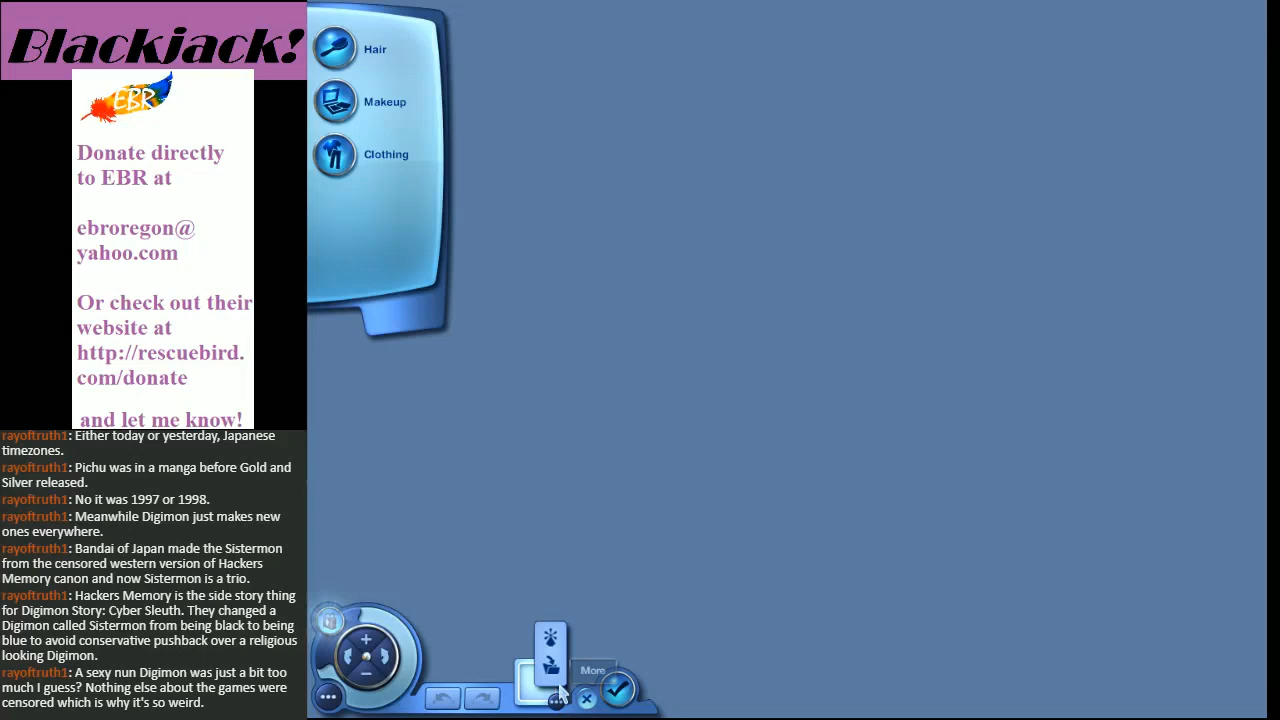 Blackjack!
EBR
Donate directly
to EBR at
ebroregon@
yahoo.com
Or check out their
website at
http://rescuebird.
com/donate
and let me know!
rayoftruth1: Either today or yesterday, Japanese
timezones.
rayoftruth1: Pichu was in a manga before Gold and
Silver released.
rayoftruth1: No it was 1997 or 1998.
rayoftruth1: Meanwhile Digimon just makes new
ones everywhere.
rayoftruth1: Bandai of Japan made the Sistermon
from the censored western version of Hackers
Memory canon and now Sistermon is a trio.
rayoftruth1: Hackers Memory is the side story thing
for Digimon Story: Cyber Sleuth. They changed a
Digimon called Sistermon from being black to being
blue to avoid conservative pushback over a religious
looking Digimon.
rayoftruth1: A sexy nun Digimon was just a bit too
much I guess? Nothing else about the games were
censored which is why it's so weird.
Hair
Makeup
Clothing
More